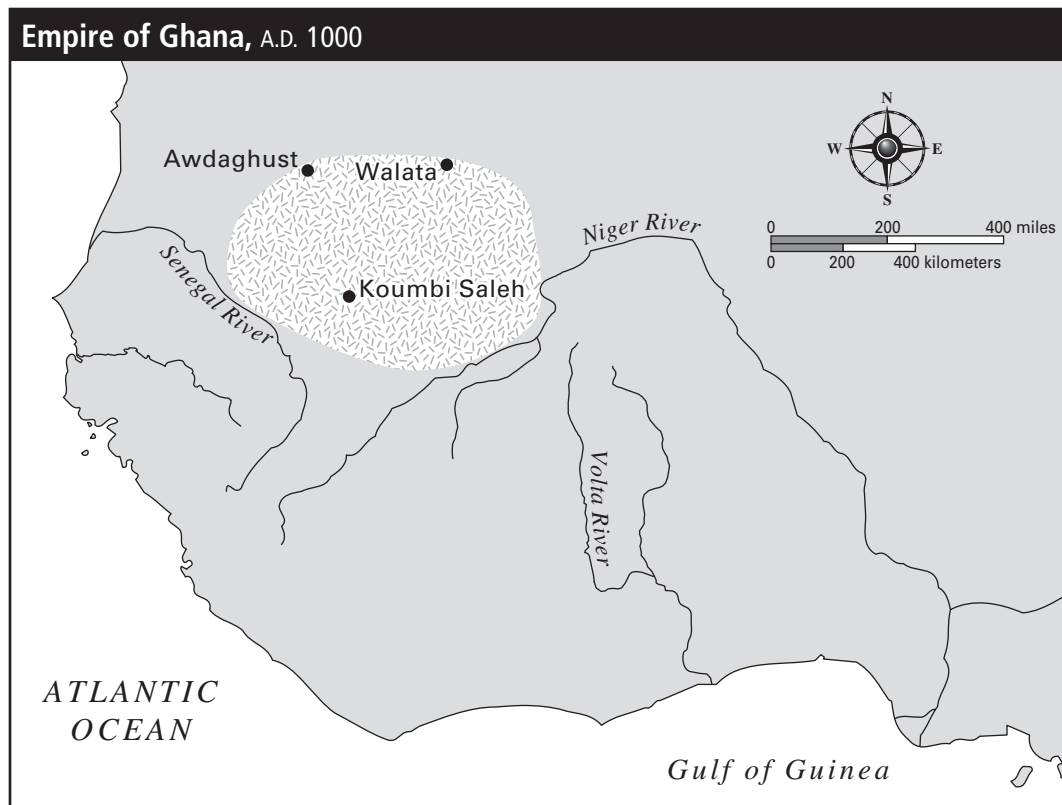 Empire of Ghana, A.D. 1000
N
W
E
S
Awdaghust
Walata
Niger River
0 200 400 miles
0 200 400 kilometers
Senegal River
Koumbi Saleh
Volta River
ATLANTIC
OCEAN
Gulf of Guinea